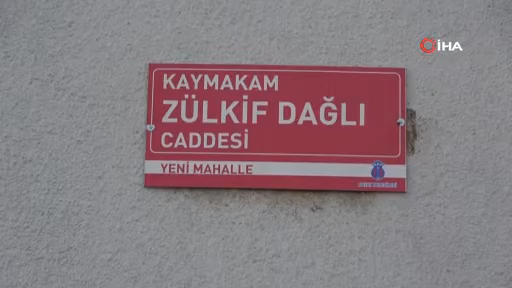 İHA
KAYMAKAM
ZÜLKİF DAĞLI
CADDESİ
YENİ MAHALLE